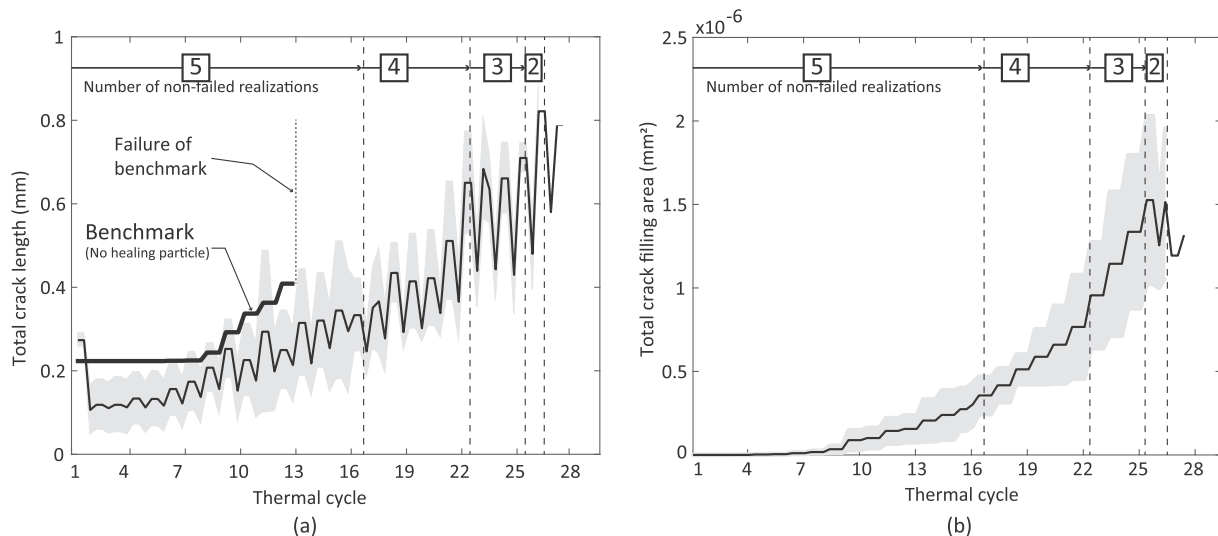 1
0.8
0.6
0.4
0.2
0
Total crack length (mm)
5
4
3
2
Number of non-failed realizations
Failure of
benchmark
Benchmark
(No healing particle)
1 4 7 10 13 16 19 22 25 28
Thermal cycle
(a)
x10⁻⁶
2.5
2
1.5
1
0.5
0
Total crack filling area (mm²)
5
4
3
2
Number of non-failed realizations
1 4 7 10 13 16 19 22 25 28
Thermal cycle
(b)